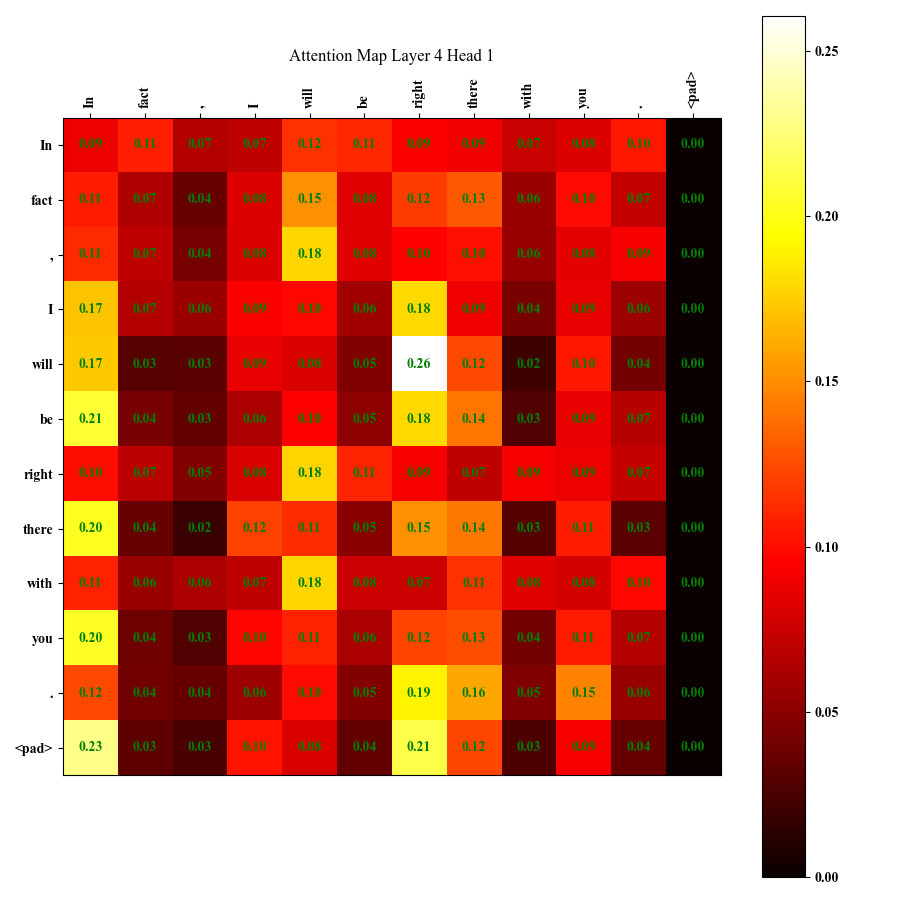 Attention Map Layer 4 Head 1
In fact , I will be right there with you . <pad>
In 0.09 0.11 0.07 0.07 0.12 0.11 0.09 0.09 0.07 0.08 0.10 0.00
fact 0.11 0.07 0.04 0.08 0.15 0.08 0.12 0.13 0.06 0.10 0.07 0.00
, 0.11 0.07 0.04 0.08 0.18 0.08 0.10 0.10 0.06 0.08 0.09 0.00
I 0.17 0.07 0.06 0.09 0.10 0.06 0.18 0.09 0.04 0.09 0.06 0.00
will 0.17 0.03 0.03 0.09 0.08 0.05 0.26 0.12 0.02 0.10 0.04 0.00
be 0.21 0.04 0.03 0.06 0.10 0.05 0.18 0.14 0.03 0.09 0.07 0.00
right 0.10 0.07 0.05 0.08 0.18 0.11 0.09 0.07 0.09 0.09 0.07 0.00
there 0.20 0.04 0.02 0.12 0.11 0.05 0.15 0.14 0.03 0.11 0.03 0.00
with 0.11 0.06 0.06 0.07 0.18 0.08 0.07 0.11 0.08 0.08 0.10 0.00
you 0.20 0.04 0.03 0.10 0.11 0.06 0.12 0.13 0.04 0.11 0.07 0.00
. 0.12 0.04 0.04 0.06 0.10 0.05 0.19 0.16 0.05 0.15 0.06 0.00
<pad> 0.23 0.03 0.03 0.10 0.08 0.04 0.21 0.12 0.03 0.09 0.04 0.00
0.25
0.20
0.15
0.10
0.05
0.00